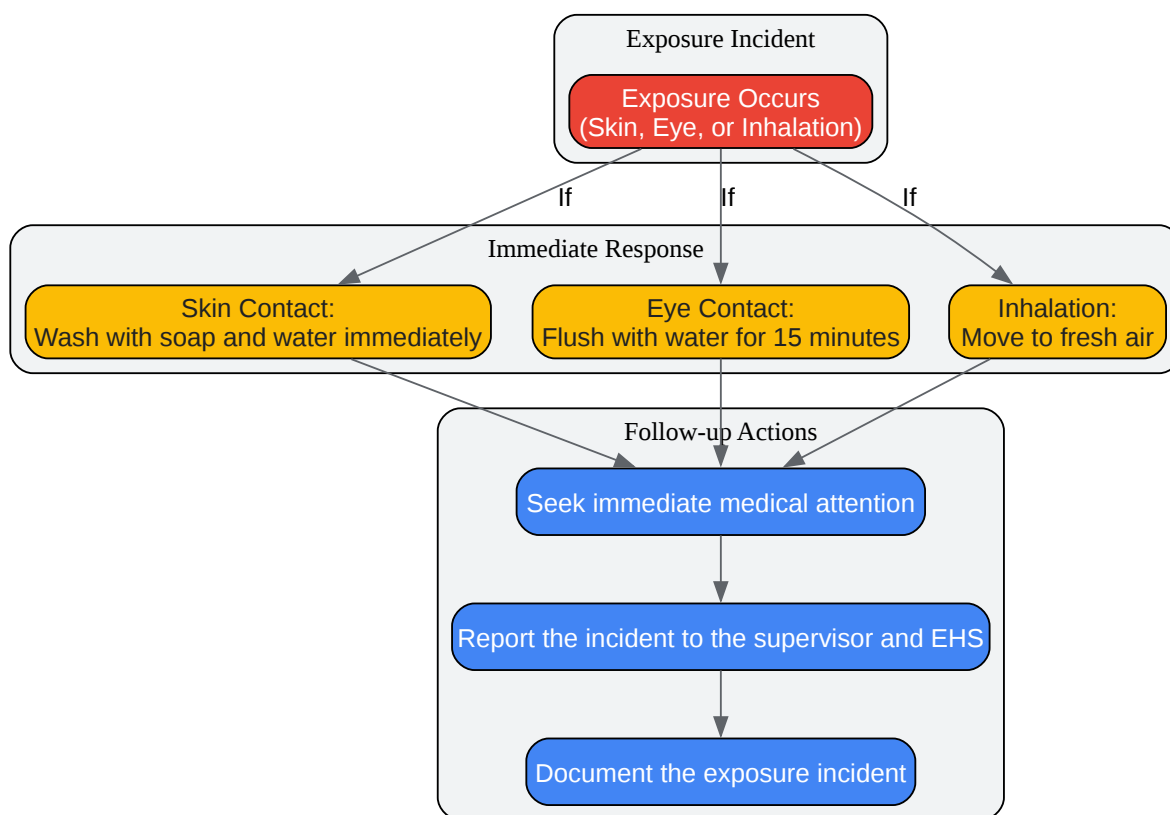 Exposure Incident
Exposure Occurs
(Skin, Eye, or Inhalation)
If
If
If
Immediate Response
Skin Contact:
Wash with soap and water immediately
Eye Contact:
Flush with water for 15 minutes
Inhalation:
Move to fresh air
Follow-up Actions
Seek immediate medical attention
Report the incident to the supervisor and EHS
Document the exposure incident